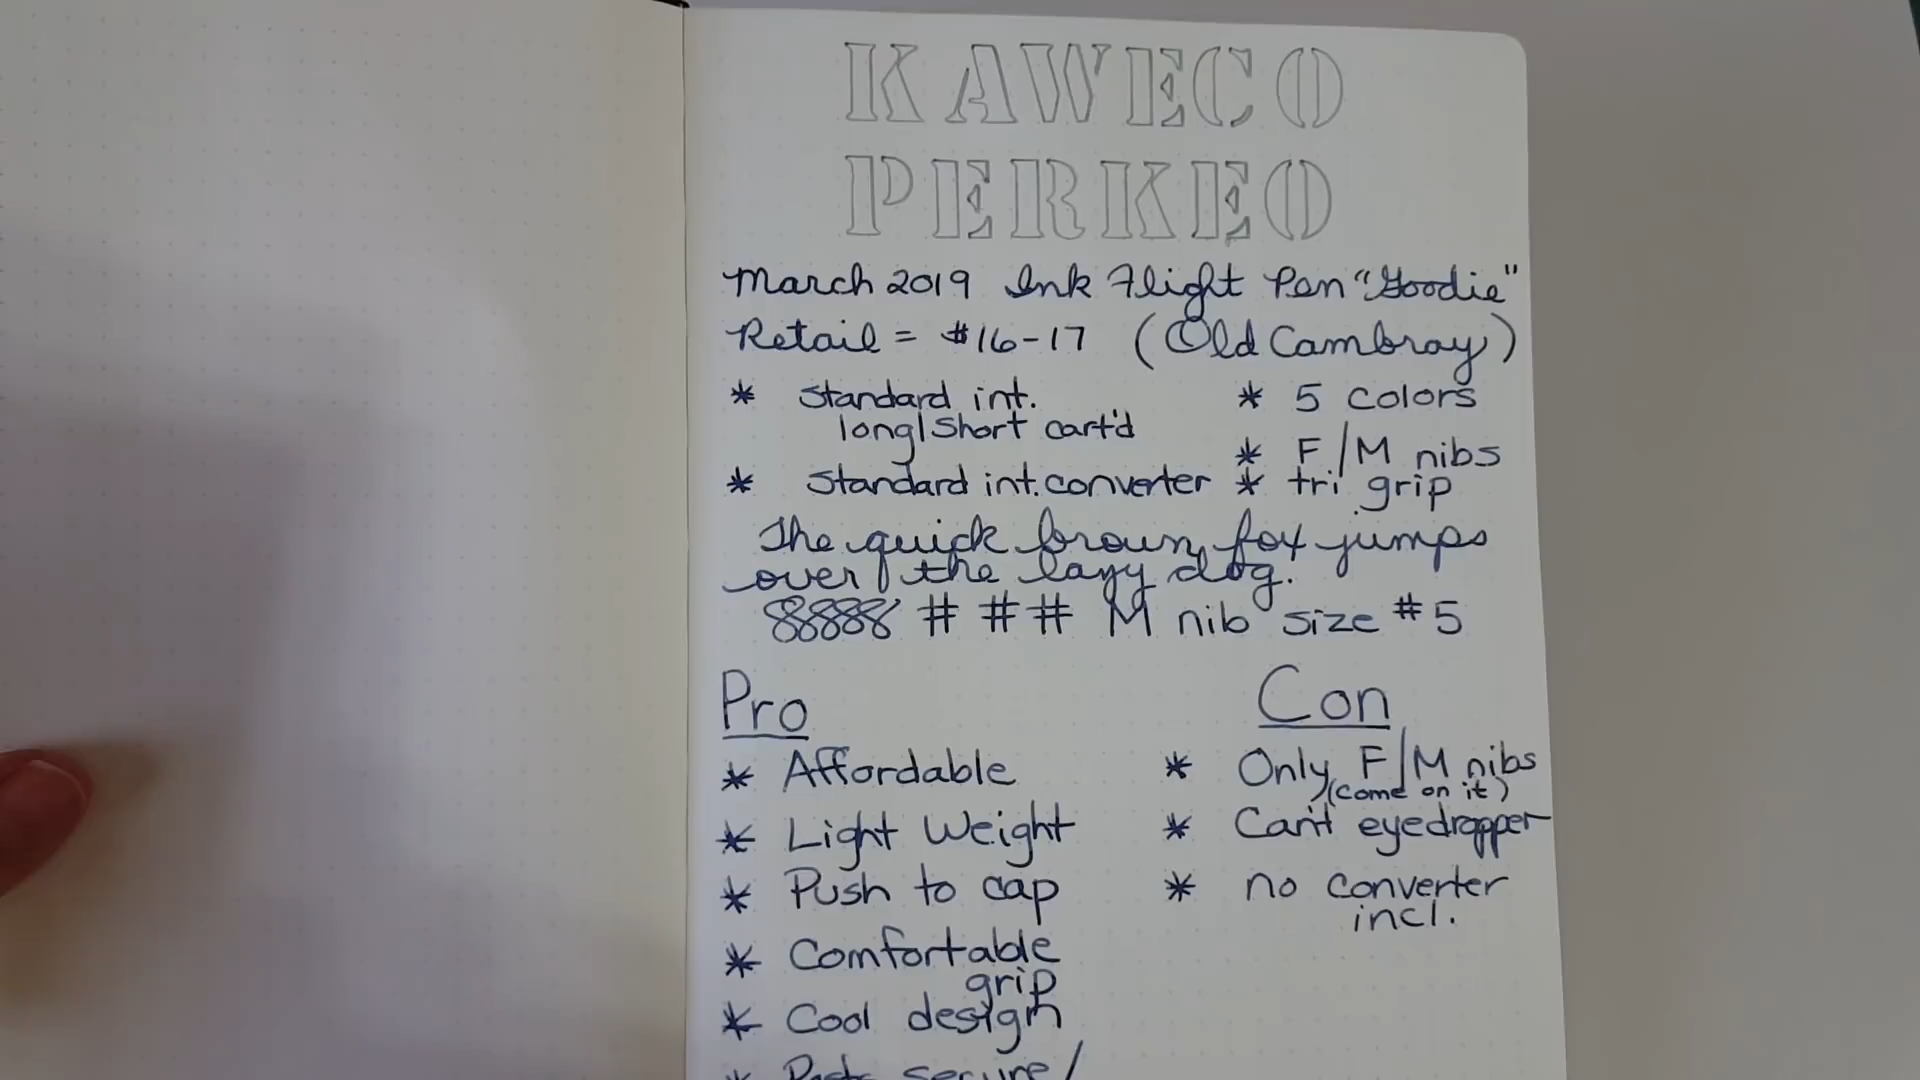 KAWECO
PERKEO
March 2019 Ink Flight Pen "Goodie"
Retail = $16-17 (Old Cambray)
* Standard int.
long/short cart'd
* Standard int. converter
* 5 colors
* F/M nibs
* tri grip
The quick brown fox jumps
over the lazy dog.
88888 # # # M nib size #5
Pro
* Affordable
* Light Weight
* Push to cap
* Comfortable
grip
* Cool design
* Posts secure/
Con
* Only F/M nibs
(come on it)
* Can't eyedropper
* no converter
incl.